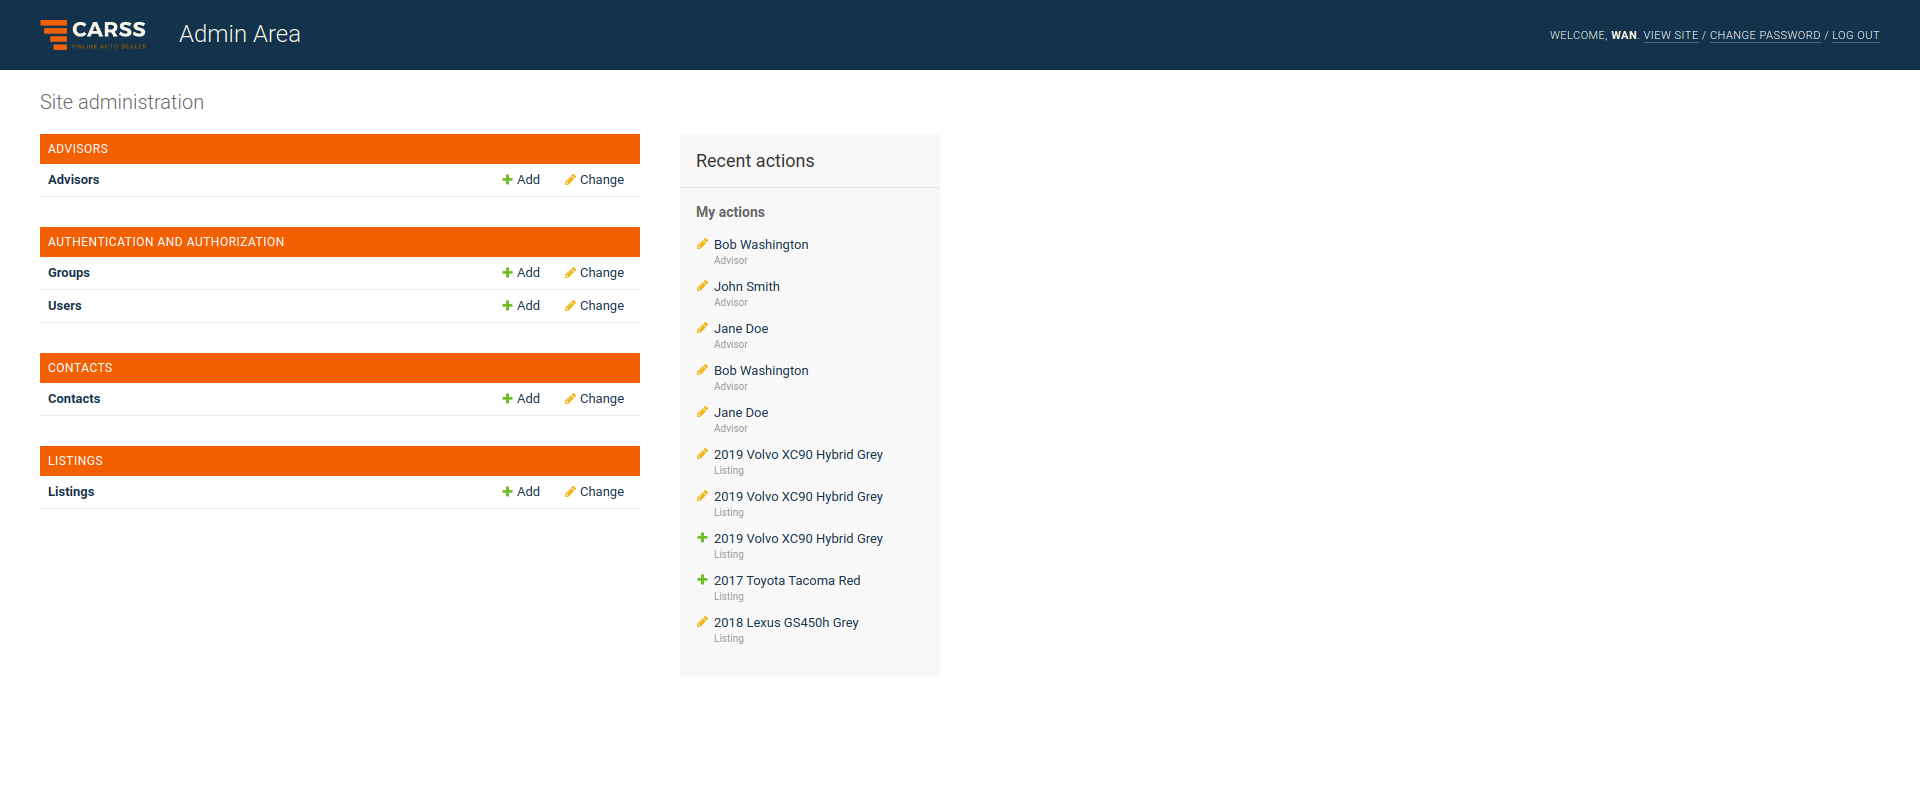 CARSS
ONLINE AUTO DEALER
Admin Area
WELCOME, WAN. VIEW SITE / CHANGE PASSWORD / LOG OUT
Site administration
ADVISORS
Advisors Add Change
AUTHENTICATION AND AUTHORIZATION
Groups Add Change
Users Add Change
CONTACTS
Contacts Add Change
LISTINGS
Listings Add Change
Recent actions
My actions
Bob Washington
Advisor
John Smith
Advisor
Jane Doe
Advisor
Bob Washington
Advisor
Jane Doe
Advisor
2019 Volvo XC90 Hybrid Grey
Listing
2019 Volvo XC90 Hybrid Grey
Listing
2019 Volvo XC90 Hybrid Grey
Listing
2017 Toyota Tacoma Red
Listing
2018 Lexus GS450h Grey
Listing